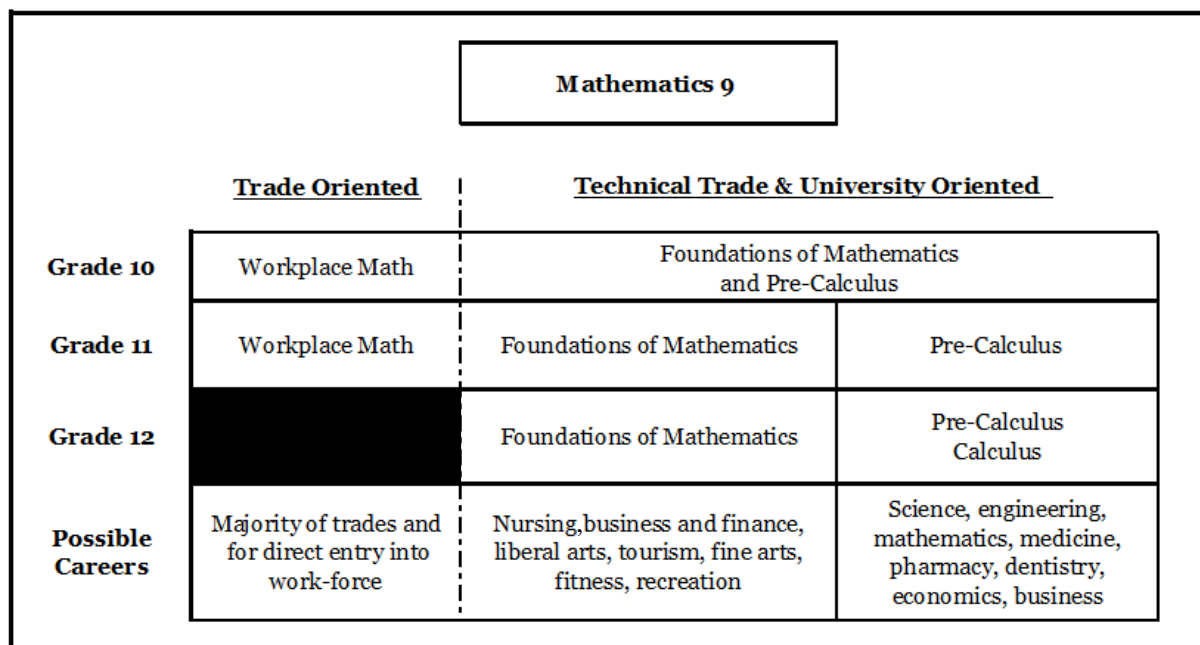 Mathematics 9
Trade Oriented
Technical Trade & University Oriented
Grade 10
Workplace Math
Foundations of Mathematics
and Pre-Calculus
Grade 11
Workplace Math
Foundations of Mathematics
Pre-Calculus
Grade 12
Foundations of Mathematics
Pre-Calculus
Calculus
Possible
Careers
Majority of trades and
for direct entry into
work-force
Nursing,business and finance,
liberal arts, tourism, fine arts,
fitness, recreation
Science, engineering,
mathematics, medicine,
pharmacy, dentistry,
economics, business